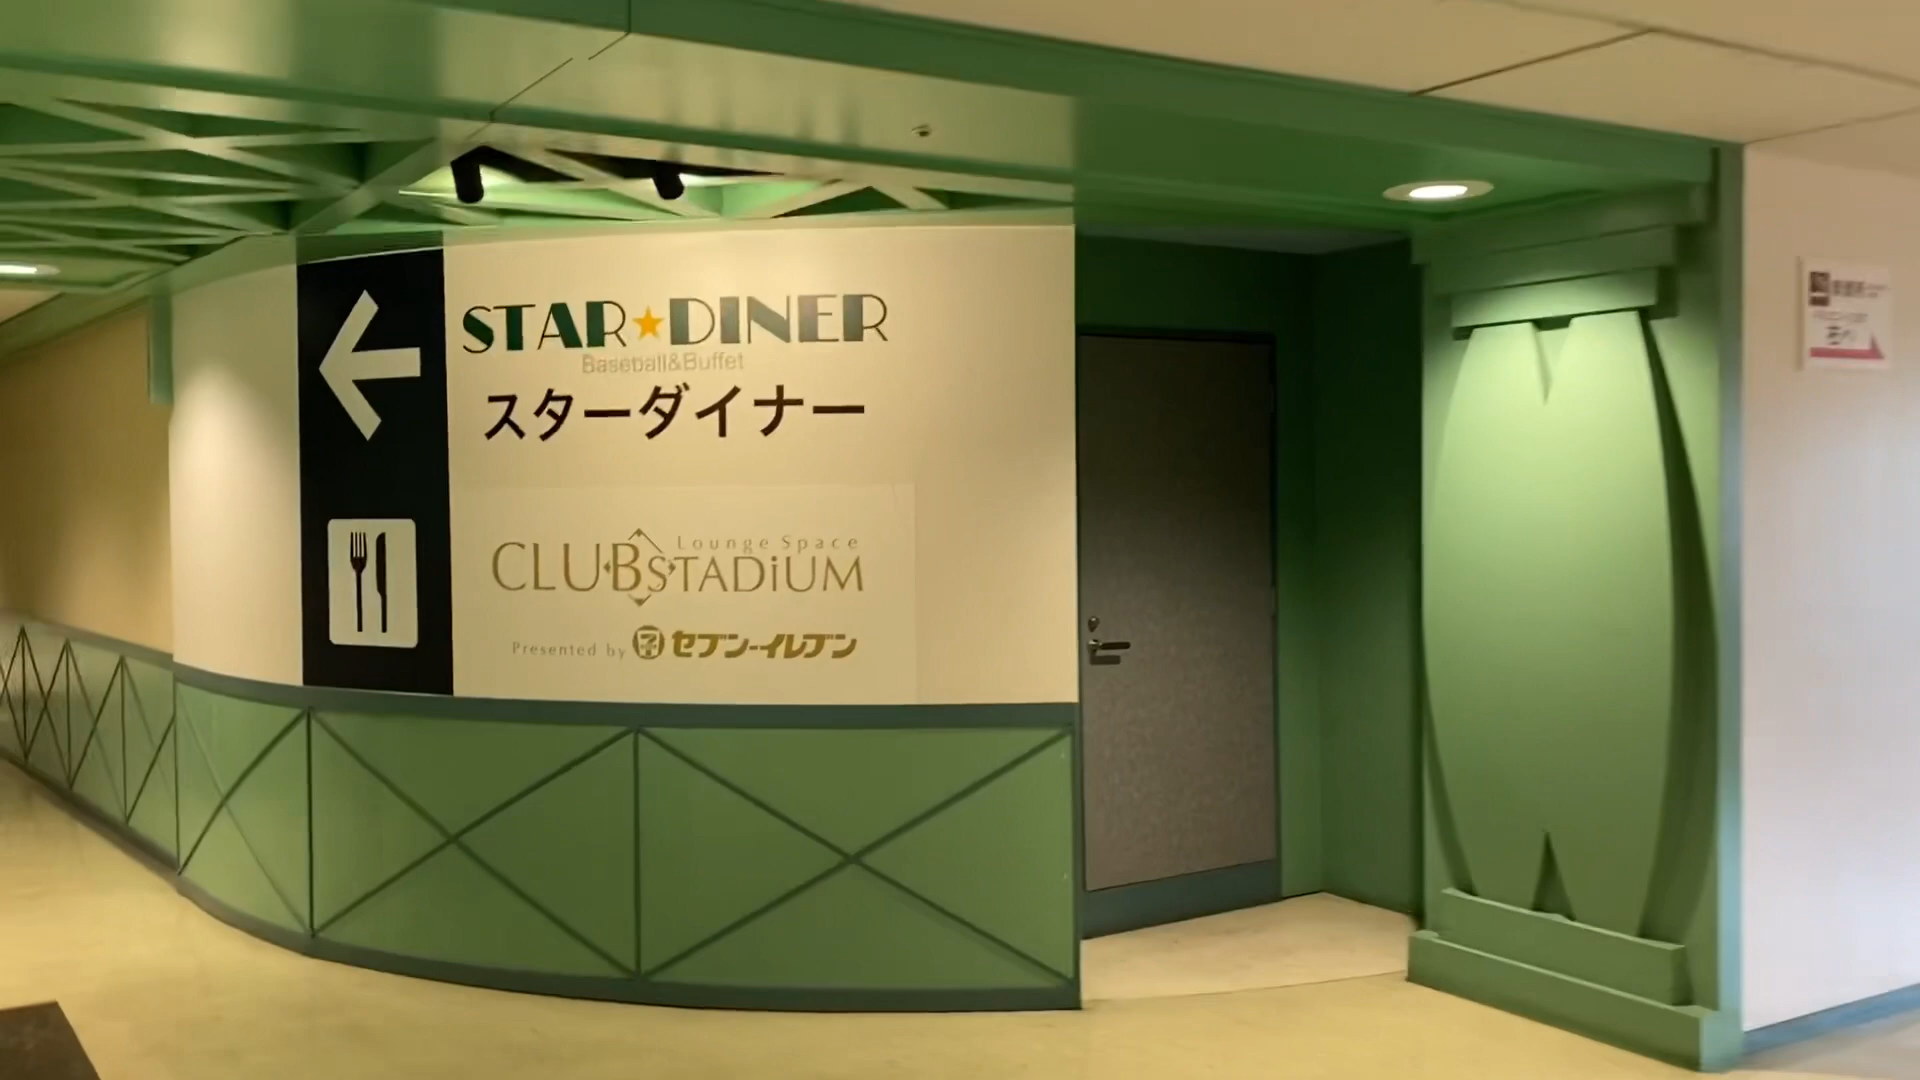 STAR★DINER
Baseball&Buffet
スターダイナー
Lounge Space
CLUB STADiUM
Presented by セブン-イレブン